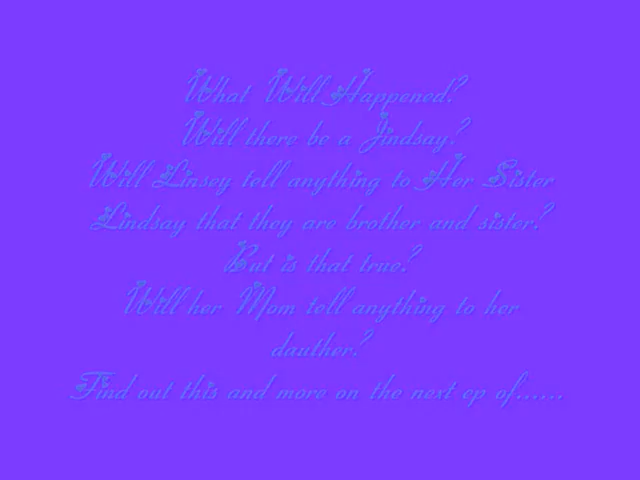 What Will Happened?
Will there be a Jindsay?
Will Linsey tell anything to Her Sister
Lindsay that they are brother and sister?
But is that true?
Will her Mom tell anything to her
dauther?
Find out this and more on the next ep of......